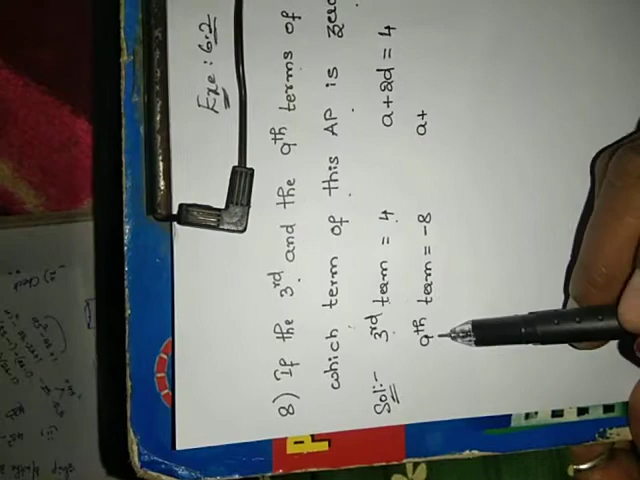 Exe : 6.2
8) If the 3rd and the 9th terms of
which term of this AP is
Sol:- 3rd term = 4 a + 2d = 4
9th term = -8 a +